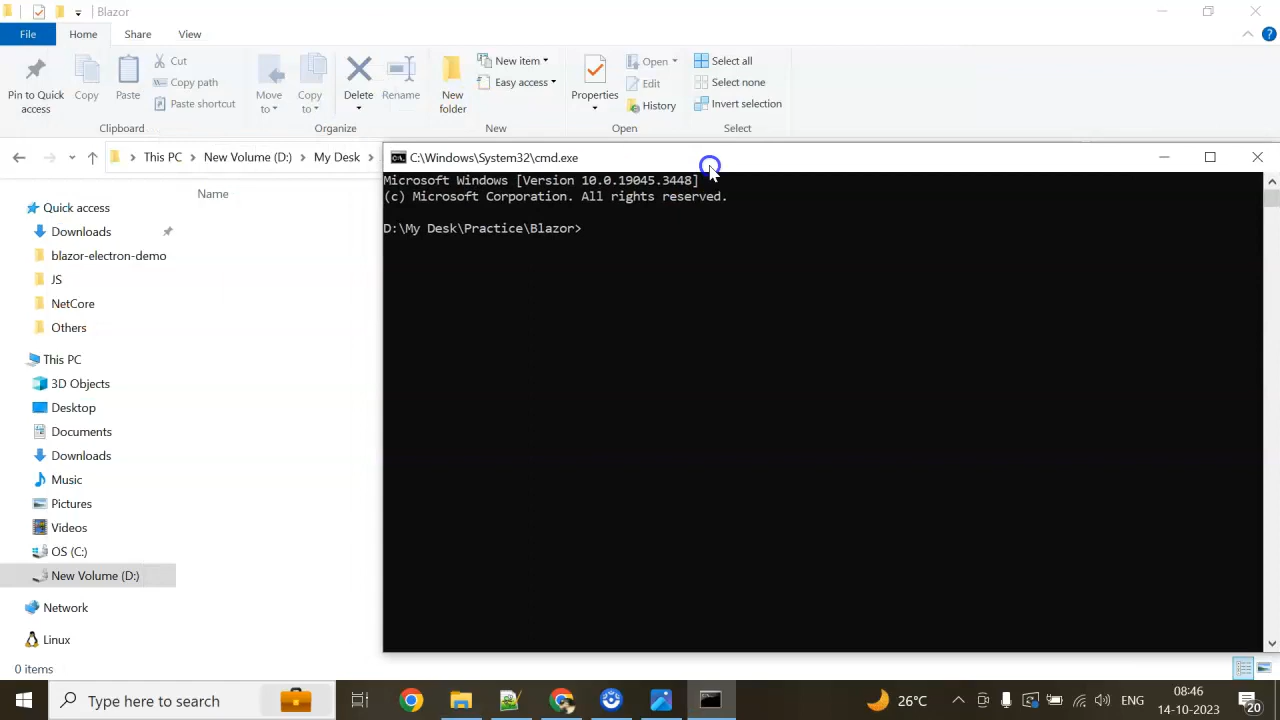 Blazor
File Home Share View
Pin to Quick access
Copy
Paste
Cut
Copy path
Paste shortcut
Clipboard
Move to
Copy to
Delete
Rename
Organize
New folder
New item
Easy access
New
Properties
Open
Edit
History
Open
Select all
Select none
Invert selection
Select
This PC > New Volume (D:) > My Desk >
C:\Windows\System32\cmd.exe
Microsoft Windows [Version 10.0.19045.3448]
(c) Microsoft Corporation. All rights reserved.
D:\My Desk\Practice\Blazor>
Name
Quick access
Downloads
blazor-electron-demo
JS
NetCore
Others
This PC
3D Objects
Desktop
Documents
Downloads
Music
Pictures
Videos
OS (C:)
New Volume (D:)
Network
Linux
0 items
Type here to search
26°C
ENG
08:46
14-10-2023
20